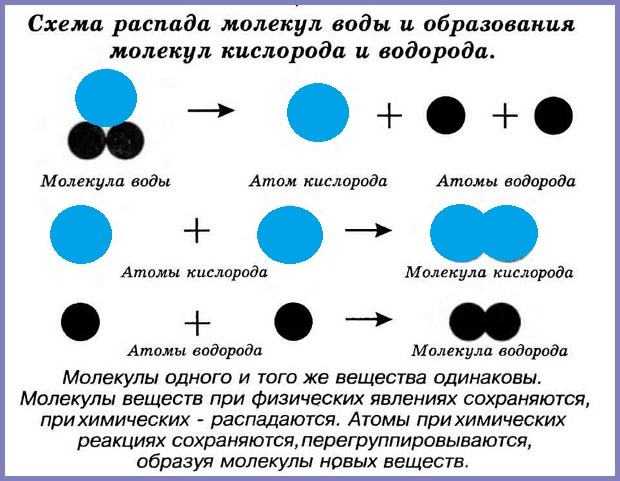 Схема распада молекул воды и образования
молекул кислорода и водорода.
Молекула воды Атом кислорода Атомы водорода
Атомы кислорода Молекула кислорода
Атомы водорода Молекула водорода
Молекулы одного и того же вещества одинаковы.
Молекулы веществ при физических явлениях сохраняются,
при химических - распадаются. Атомы при химических
реакциях сохраняются, перегруппировываются,
образуя молекулы новых веществ.